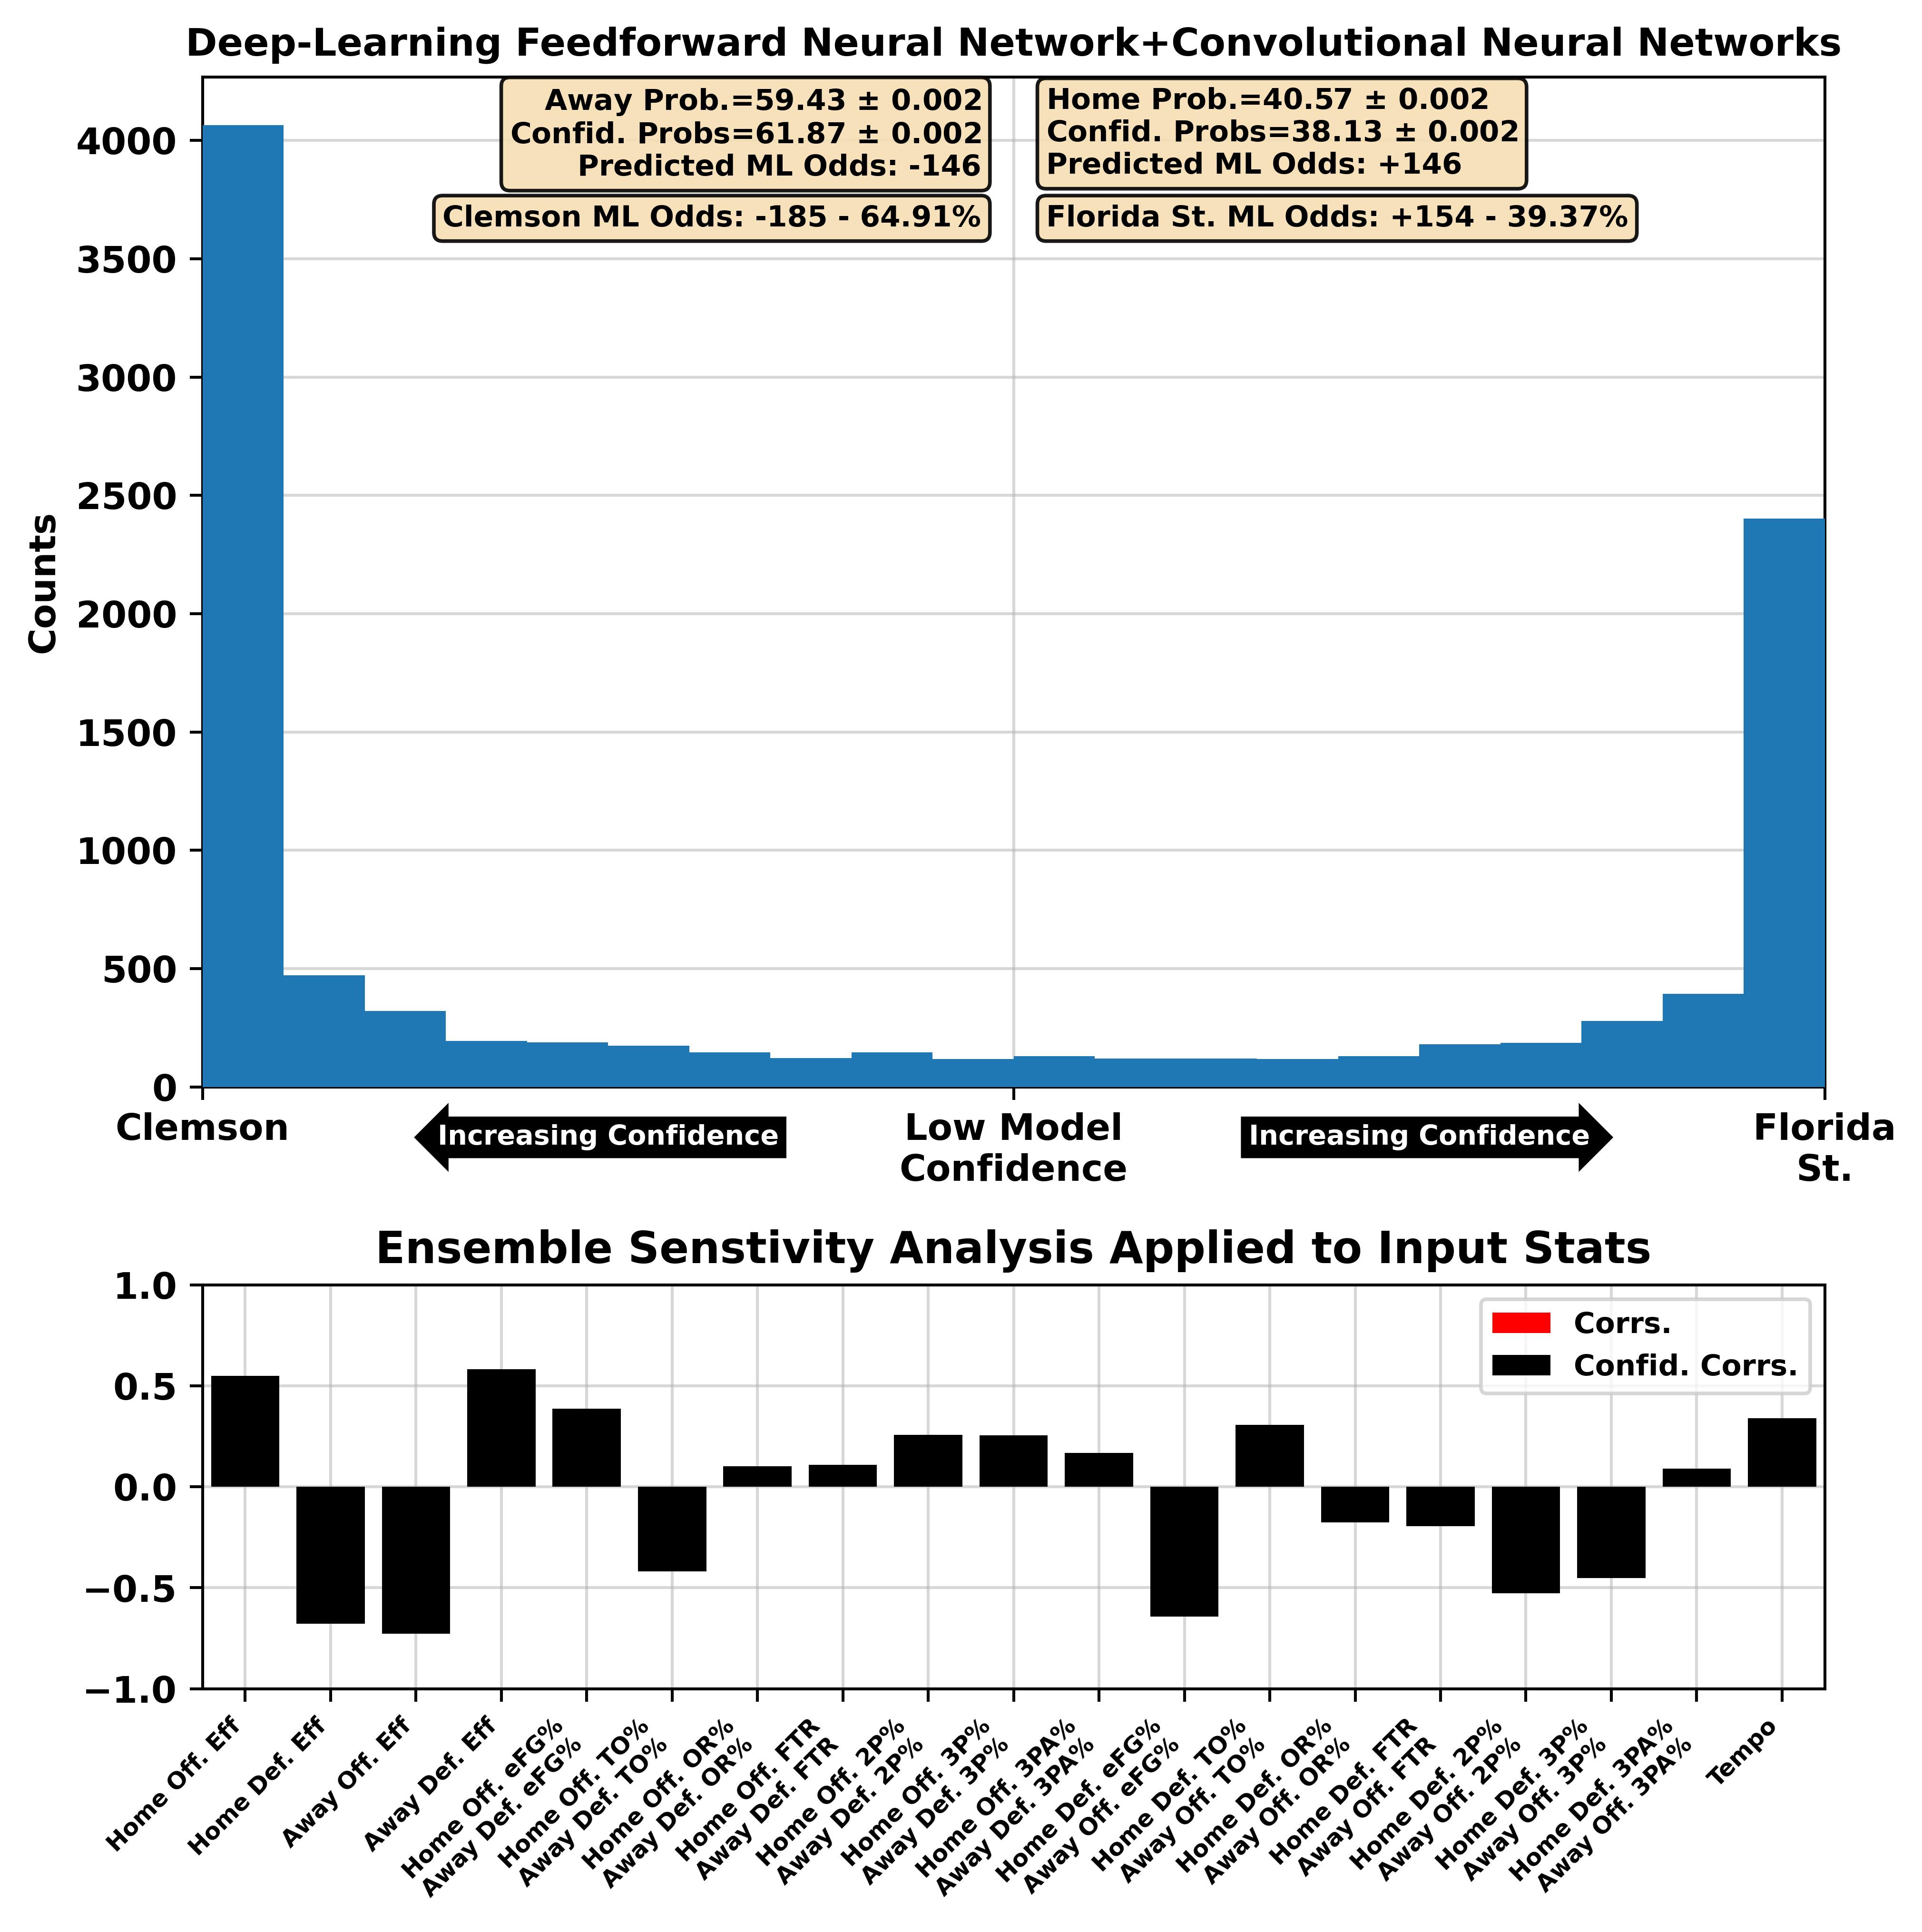 Deep-Learning Feedforward Neural Network+Convolutional Neural Networks
Away Prob.=59.43 ± 0.002
Confid. Probs=61.87 ± 0.002
Predicted ML Odds: -146
Home Prob.=40.57 ± 0.002
Confid. Probs=38.13 ± 0.002
Predicted ML Odds: +146
Clemson ML Odds: -185 - 64.91%
Florida St. ML Odds: +154 - 39.37%
Counts
4000
3500
3000
2500
2000
1500
1000
500
0
Clemson
Increasing Confidence
Low Model
Confidence
Increasing Confidence
Florida
St.
Ensemble Senstivity Analysis Applied to Input Stats
1.0
0.5
0.0
−0.5
−1.0
Corrs.
Confid. Corrs.
Home Off. Eff
Home Def. Eff
Away Off. Eff
Away Def. Eff
Home Off. eFG%
Away Def. eFG%
Home Off. TO%
Away Def. TO%
Home Off. OR%
Away Def. OR%
Home Off. FTR
Away Def. FTR
Home Off. 2P%
Away Def. 2P%
Home Off. 3P%
Away Def. 3P%
Home Off. 3PA%
Away Def. 3PA%
Home Def. eFG%
Away Off. eFG%
Home Def. TO%
Away Off. TO%
Home Def. OR%
Away Off. OR%
Home Def. FTR
Away Off. FTR
Home Def. 2P%
Away Off. 2P%
Home Def. 3P%
Away Off. 3P%
Home Def. 3PA%
Away Off. 3PA%
Tempo